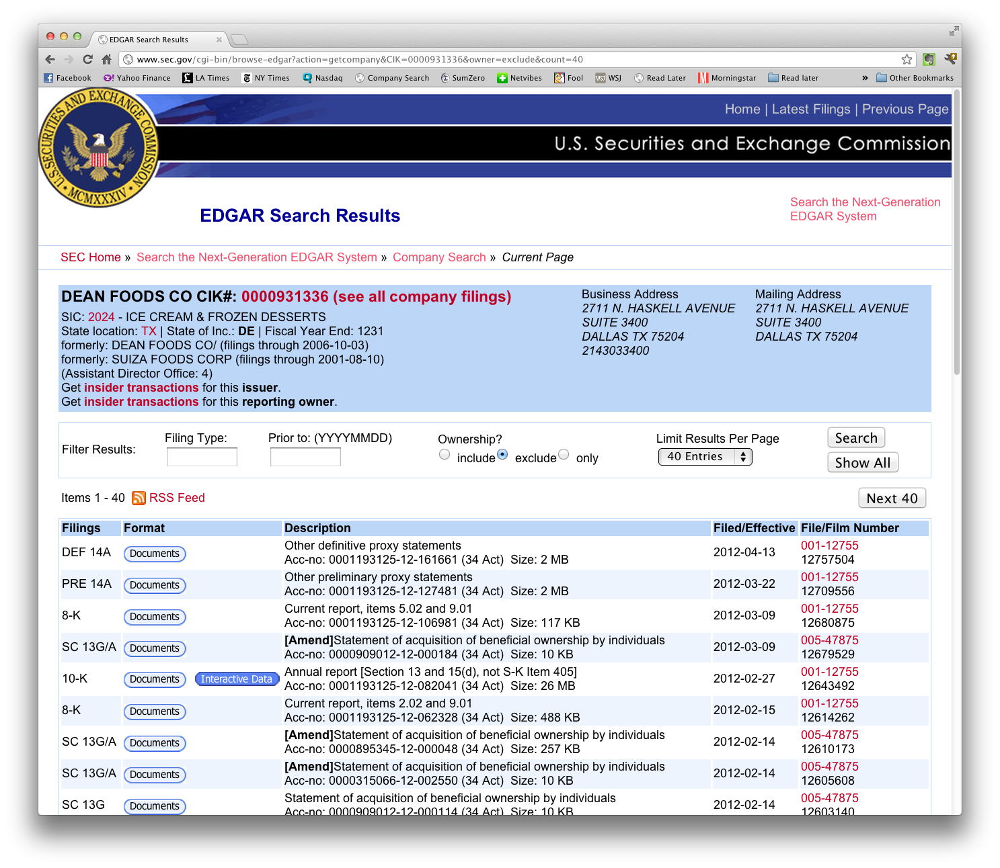 EDGAR Search Results
www.sec.gov/cgi-bin/browse-edgar?action=getcompany&CIK=0000931336&owner=exclude&count=40
Facebook Yahoo Finance LA Times NY Times Nasdaq Company Search SumZero Netvibes Fool WSJ Read Later Morningstar Read later » Other Bookmarks
U.S. SECURITIES AND EXCHANGE COMMISSION
MCMXXXIV
Home | Latest Filings | Previous Page
U.S. Securities and Exchange Commission
EDGAR Search Results
Search the Next-Generation
EDGAR System
SEC Home » Search the Next-Generation EDGAR System » Company Search » Current Page
DEAN FOODS CO CIK#: 0000931336 (see all company filings)
SIC: 2024 - ICE CREAM & FROZEN DESSERTS
State location: TX | State of Inc.: DE | Fiscal Year End: 1231
formerly: DEAN FOODS CO/ (filings through 2006-10-03)
formerly: SUIZA FOODS CORP (filings through 2001-08-10)
(Assistant Director Office: 4)
Get insider transactions for this issuer.
Get insider transactions for this reporting owner.
Business Address
2711 N. HASKELL AVENUE
SUITE 3400
DALLAS TX 75204
2143033400
Mailing Address
2711 N. HASKELL AVENUE
SUITE 3400
DALLAS TX 75204
Filter Results:
Filing Type:
Prior to: (YYYYMMDD)
Ownership?
include exclude only
Limit Results Per Page
40 Entries
Search
Show All
Items 1 - 40 RSS Feed
Next 40
Filings Format Description Filed/Effective File/Film Number
DEF 14A Documents Other definitive proxy statements 2012-04-13 001-12755
Acc-no: 0001193125-12-161661 (34 Act) Size: 2 MB 12757504
PRE 14A Documents Other preliminary proxy statements 2012-03-22 001-12755
Acc-no: 0001193125-12-127481 (34 Act) Size: 2 MB 12709556
8-K Documents Current report, items 5.02 and 9.01 2012-03-09 001-12755
Acc-no: 0001193125-12-106981 (34 Act) Size: 117 KB 12680875
SC 13G/A Documents [Amend]Statement of acquisition of beneficial ownership by individuals 2012-03-09 005-47875
Acc-no: 0000909012-12-000184 (34 Act) Size: 10 KB 12679529
10-K Documents Interactive Data Annual report [Section 13 and 15(d), not S-K Item 405] 2012-02-27 001-12755
Acc-no: 0001193125-12-082041 (34 Act) Size: 26 MB 12643492
8-K Documents Current report, items 2.02 and 9.01 2012-02-15 001-12755
Acc-no: 0001193125-12-062328 (34 Act) Size: 488 KB 12614262
SC 13G/A Documents [Amend]Statement of acquisition of beneficial ownership by individuals 2012-02-14 005-47875
Acc-no: 0000895345-12-000048 (34 Act) Size: 257 KB 12610173
SC 13G/A Documents [Amend]Statement of acquisition of beneficial ownership by individuals 2012-02-14 005-47875
Acc-no: 0000315066-12-002550 (34 Act) Size: 10 KB 12605608
SC 13G Documents Statement of acquisition of beneficial ownership by individuals 2012-02-14 005-47875
Acc-no: 0000909012-12-000114 (34 Act) Size: 10 KB 12603140